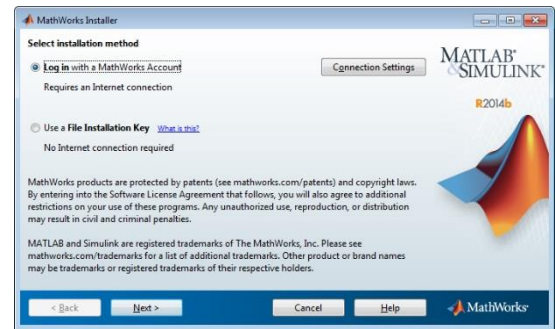 MathWorks Installer
Select installation method
Log in with a MathWorks Account
Connection Settings
Requires an Internet connection
Use a File Installation Key What is this?
No Internet connection required
MathWorks products are protected by patents (see mathworks.com/patents) and copyright laws.
By entering into the Software License Agreement that follows, you will also agree to additional
restrictions on your use of these programs. Any unauthorized use, reproduction, or distribution
may result in civil and criminal penalties.
MATLAB and Simulink are registered trademarks of The MathWorks, Inc. Please see
mathworks.com/trademarks for a list of additional trademarks. Other product or brand names
may be trademarks or registered trademarks of their respective holders.
MATLAB®
&SIMULINK®
R2014b
< Back
Next >
Cancel
Help
MathWorks®